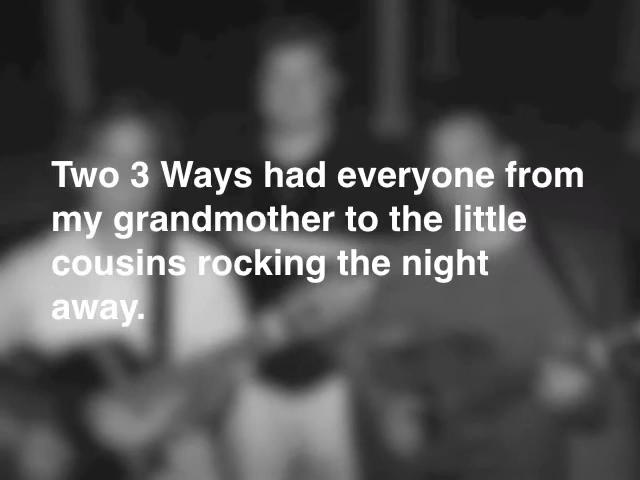 Two 3 Ways had everyone from
my grandmother to the little
cousins rocking the night
away.